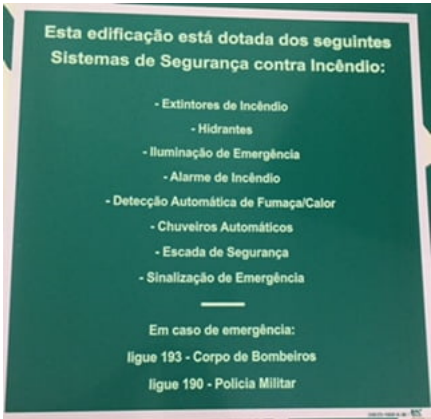 Esta edificação está dotada dos seguintes
Sistemas de Segurança contra Incêndio:
- Extintores de Incêndio
- Hidrantes
- Iluminação de Emergência
- Alarme de Incêndio
- Detecção Automática de Fumaça/Calor
- Chuveiros Automáticos
- Escada de Segurança
- Sinalização de Emergência
Em caso de emergência:
ligue 193 - Corpo de Bombeiros
ligue 190 - Policia Militar